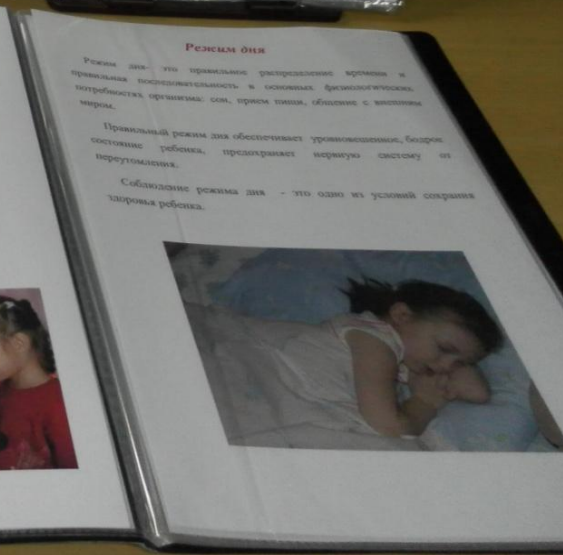 Режим дня
Режим дня- это правильное распределение времени и
правильная последовательность в основных физиологических
потребностях организма: сон, прием пищи, общение с внешним
миром.
Правильный режим дня обеспечивает уровновешенное, бодрое
состояние ребенка, предохраняет нервную систему от
переутомления.
Соблюдение режима дня - это одно из условий сохрания
здоровья ребенка.